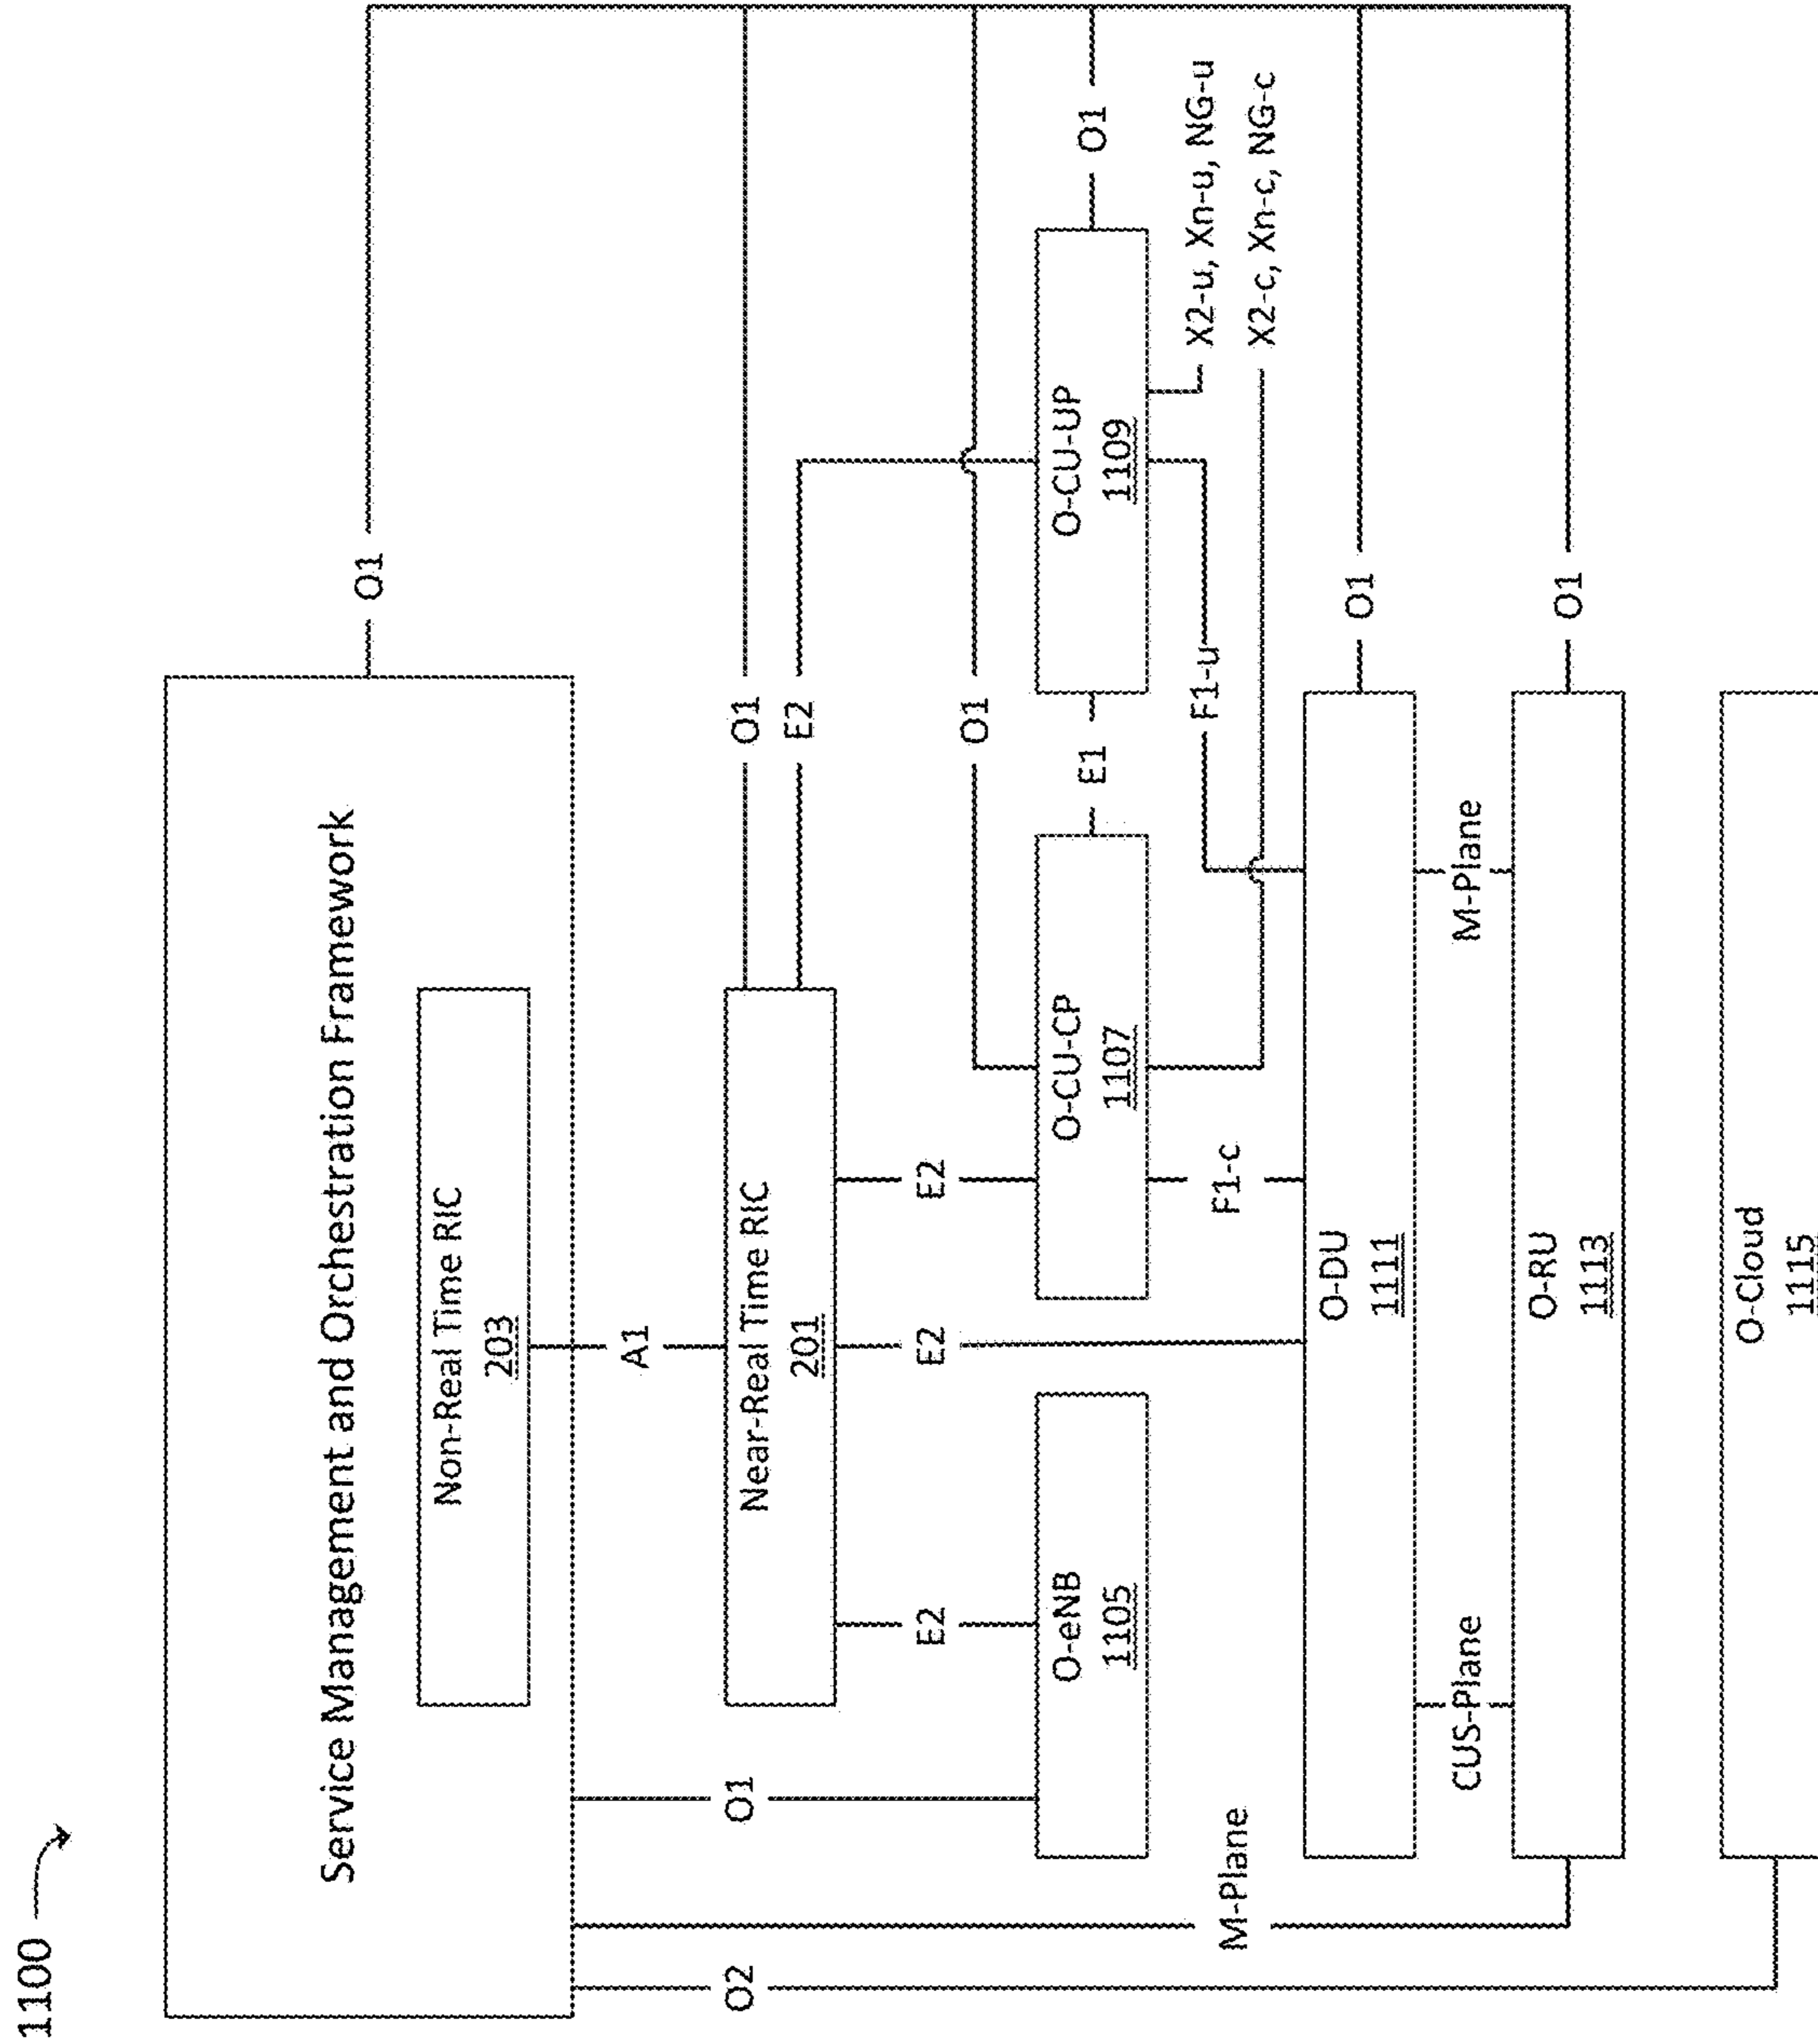 1100
Service Management and Orchestration Framework
O1
Non-Real Time RIC
203
A1
O2
O1
Near-Real Time RIC
201
O1
E2
E2
E2
E2
O1
O-eNB
1105
O-CU-CP
1107
E1
O-CU-UP
1109
O1
M-Plane
F1-c
F1-u
X2-u, Xn-u, NG-u
X2-c, Xn-c, NG-c
O-DU
1111
O1
CUS-Plane
M-Plane
O-RU
1113
O1
O-Cloud
1115